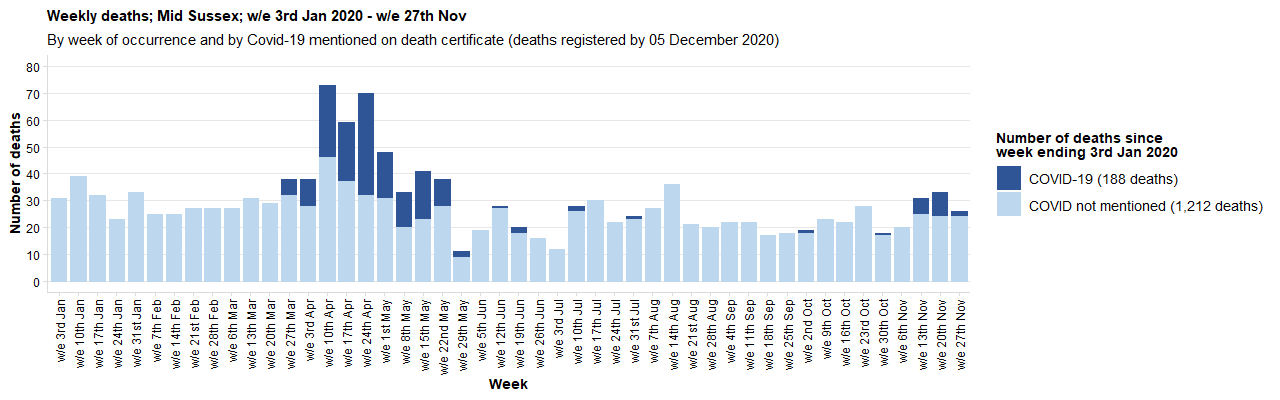 Weekly deaths; Mid Sussex; w/e 3rd Jan 2020 - w/e 27th Nov
By week of occurrence and by Covid-19 mentioned on death certificate (deaths registered by 05 December 2020)
Number of deaths
80
70
60
50
40
30
20
10
0
w/e 3rd Jan
w/e 10th Jan
w/e 17th Jan
w/e 24th Jan
w/e 31st Jan
w/e 7th Feb
w/e 14th Feb
w/e 21st Feb
w/e 28th Feb
w/e 6th Mar
w/e 13th Mar
w/e 20th Mar
w/e 27th Mar
w/e 3rd Apr
w/e 10th Apr
w/e 17th Apr
w/e 24th Apr
w/e 1st May
w/e 8th May
w/e 15th May
w/e 22nd May
w/e 29th May
w/e 5th Jun
w/e 12th Jun
w/e 19th Jun
w/e 26th Jun
w/e 3rd Jul
w/e 10th Jul
w/e 17th Jul
w/e 24th Jul
w/e 31st Jul
w/e 7th Aug
w/e 14th Aug
w/e 21st Aug
w/e 28th Aug
w/e 4th Sep
w/e 11th Sep
w/e 18th Sep
w/e 25th Sep
w/e 2nd Oct
w/e 9th Oct
w/e 16th Oct
w/e 23rd Oct
w/e 30th Oct
w/e 6th Nov
w/e 13th Nov
w/e 20th Nov
w/e 27th Nov
Week
Number of deaths since
week ending 3rd Jan 2020
COVID-19 (188 deaths)
COVID not mentioned (1,212 deaths)